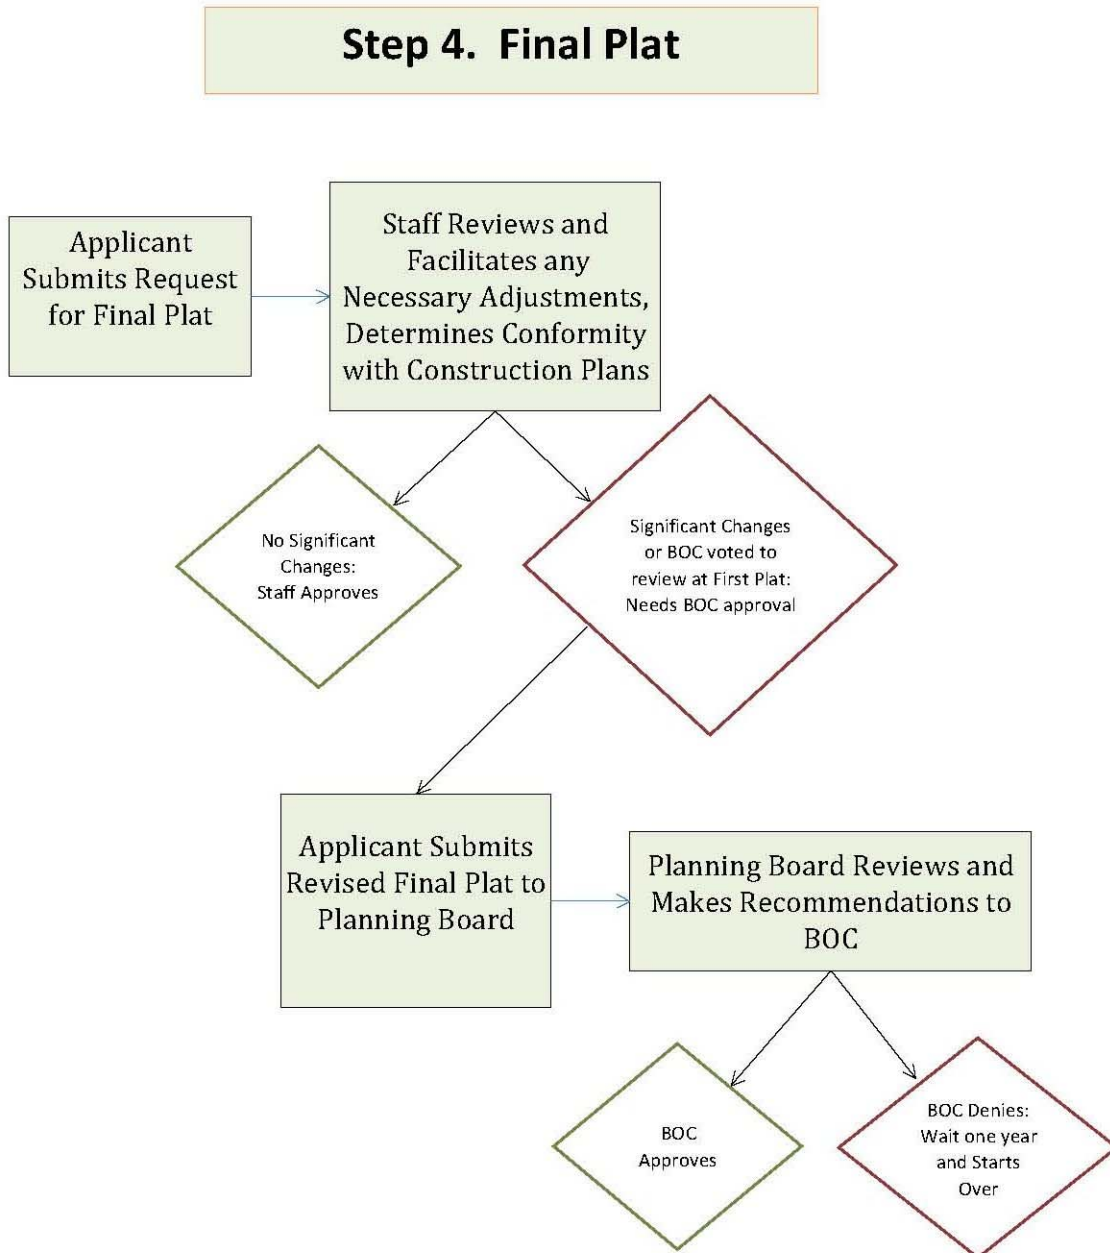 Step 4.  Final Plat
Applicant
Submits Request
for Final Plat
Staff Reviews and
Facilitates any
Necessary Adjustments,
Determines Conformity
with Construction Plans
No Significant
Changes:
Staff Approves
Significant Changes
or BOC voted to
review at First Plat:
Needs BOC approval
Applicant Submits
Revised Final Plat to
Planning Board
Planning Board Reviews and
Makes Recommendations to
BOC
BOC
Approves
BOC Denies:
Wait one year
and Starts
Over